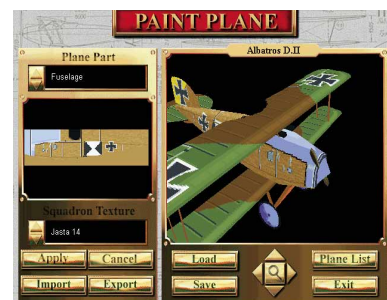 PAINT PLANE
Plane Part
Fuselage
Squadron Texture
Jasta 14
Apply
Cancel
Import
Export
Albatros D.II
Load
Save
Plane List
Exit